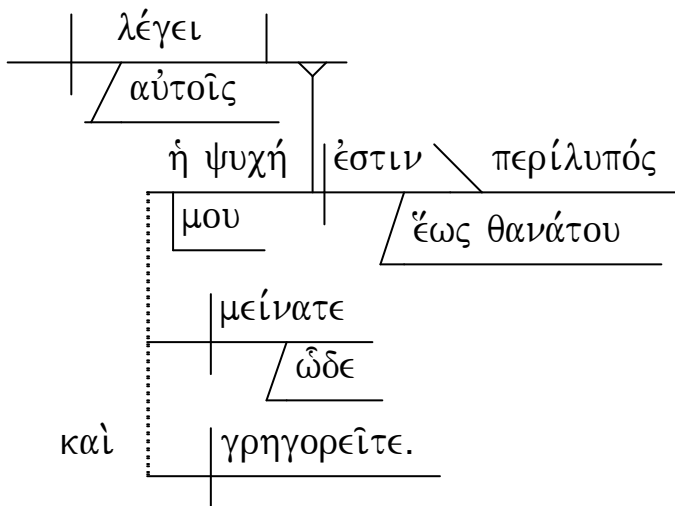 λέγει
αὐτοῖς
ἡ ψυχή ἐστιν περίλυπός
μου ἕως θανάτου
μείνατε
ὧδε
καὶ γρηγορεῖτε.